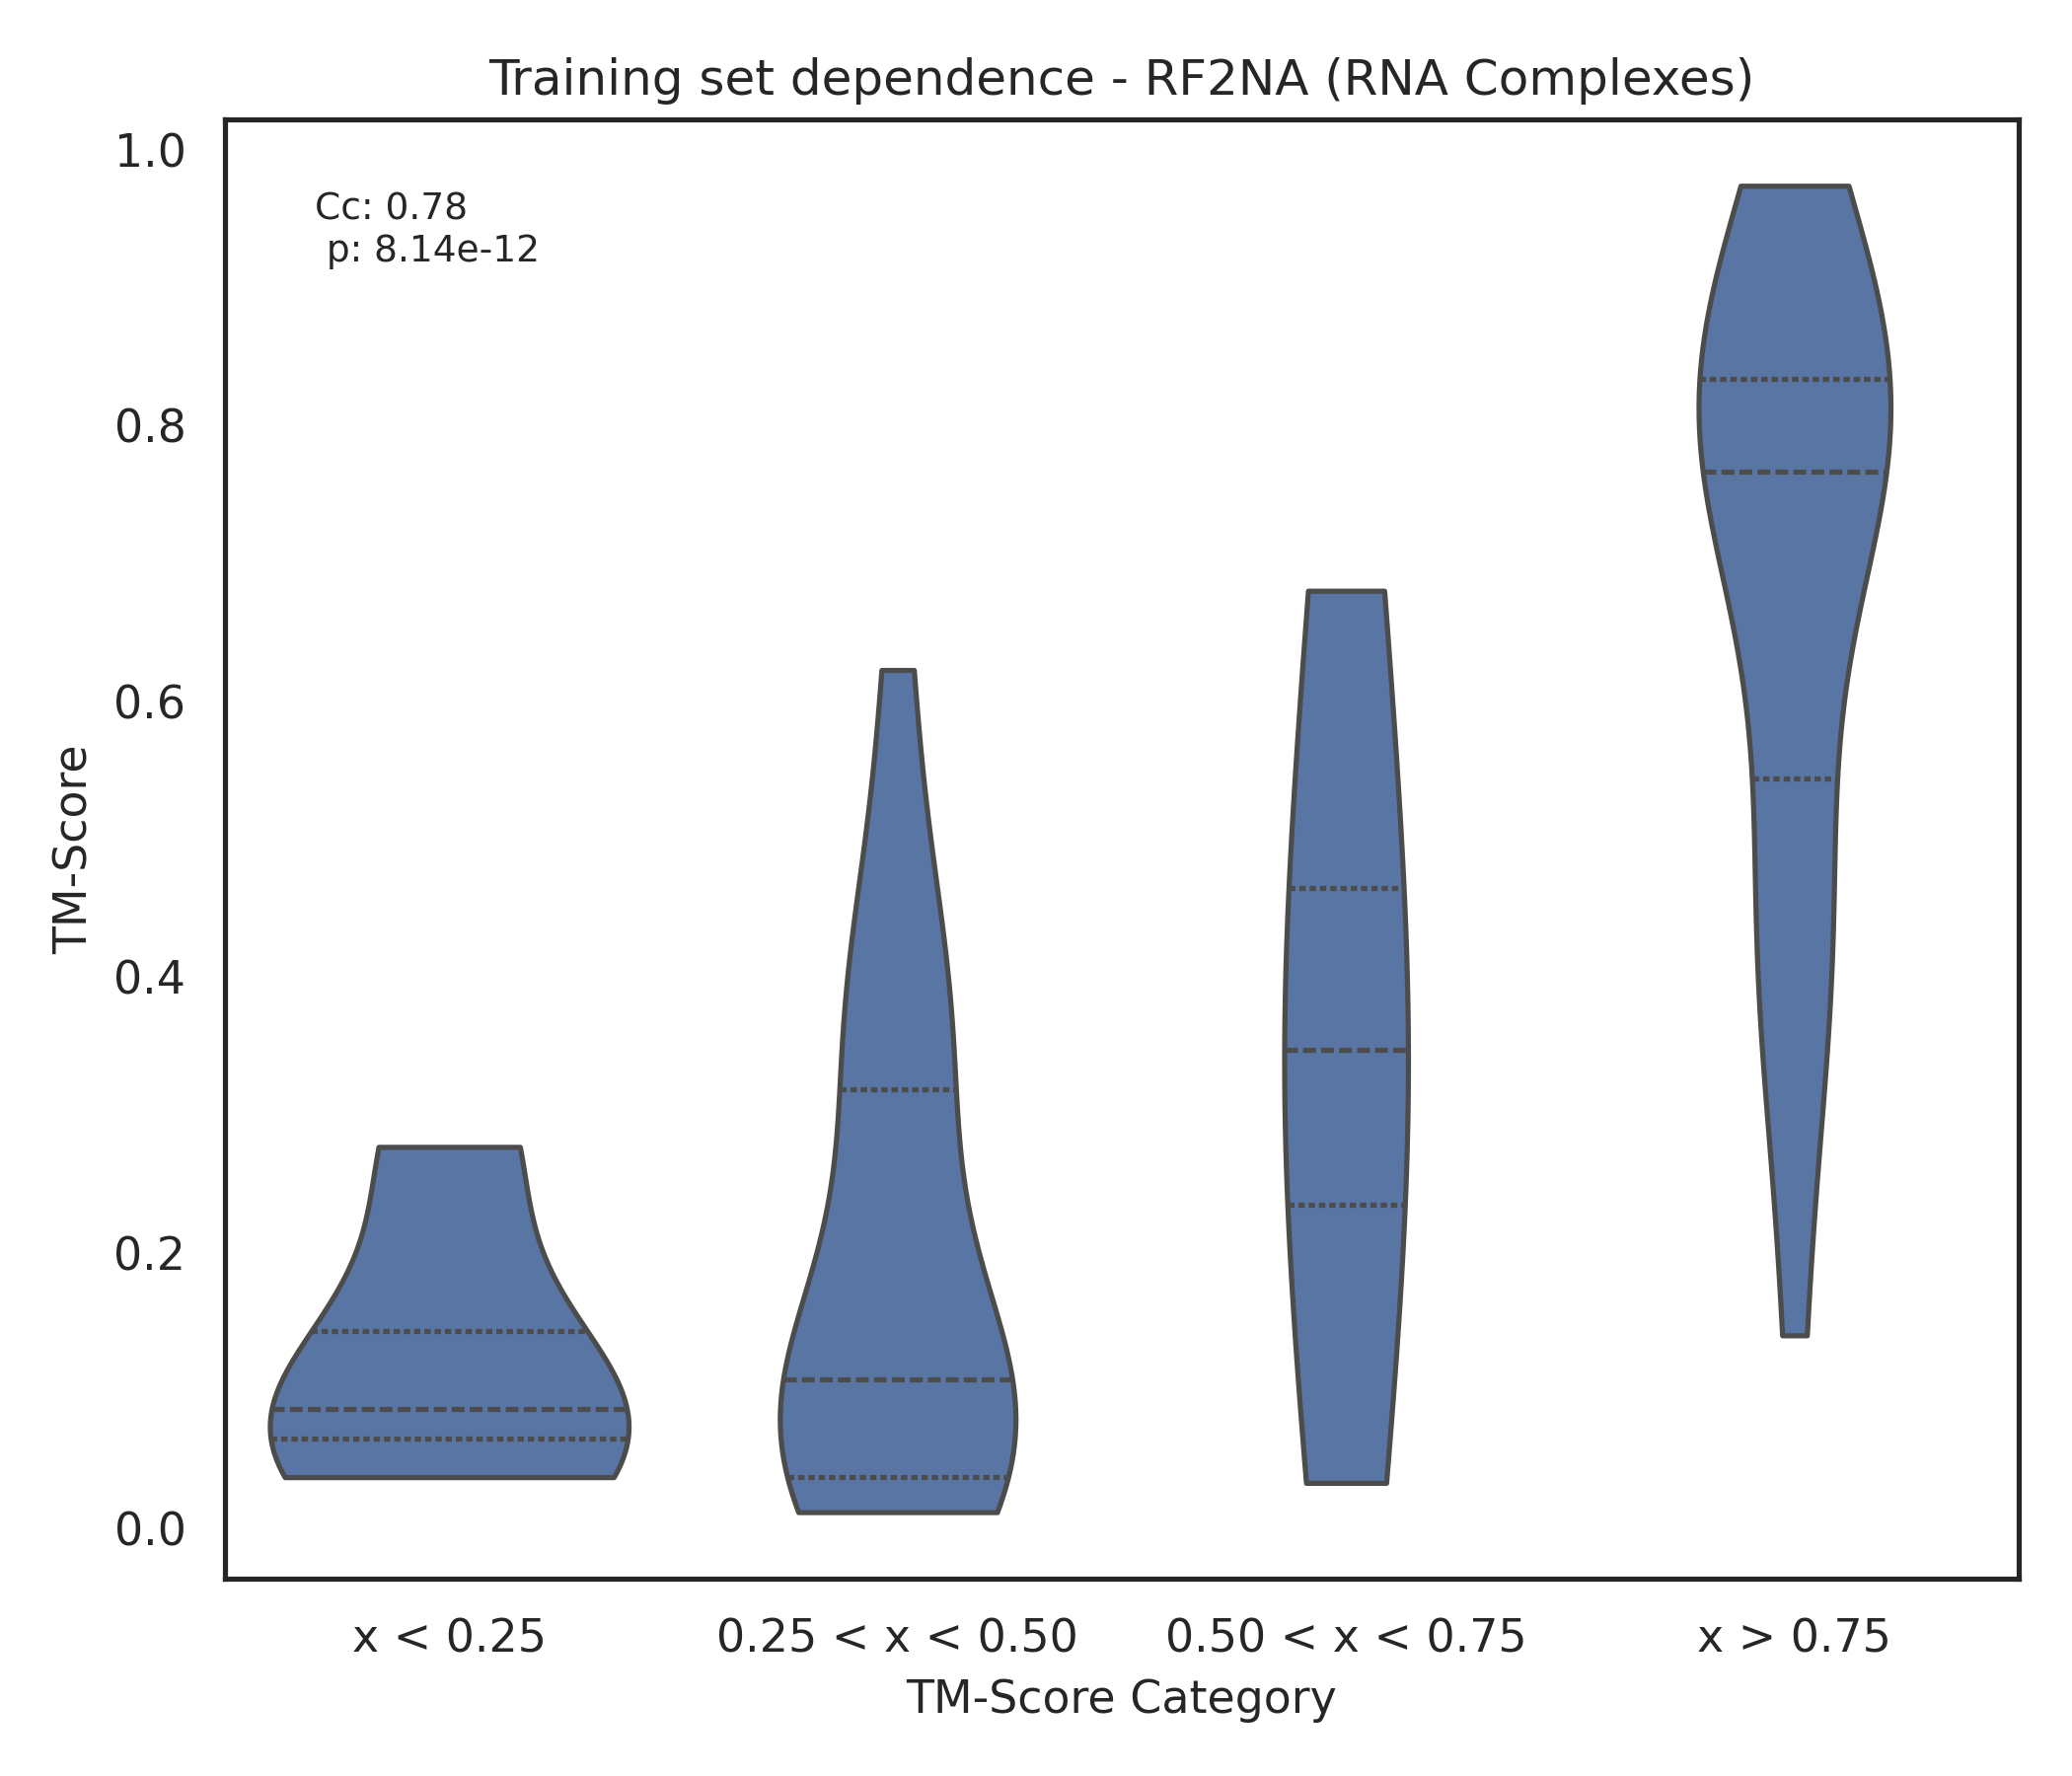 Training set dependence - RF2NA (RNA Complexes)
Cc: 0.78
p: 8.14e-12
1.0
0.8
0.6
0.4
0.2
0.0
TM-Score
x < 0.25
0.25 < x < 0.50
0.50 < x < 0.75
x > 0.75
TM-Score Category